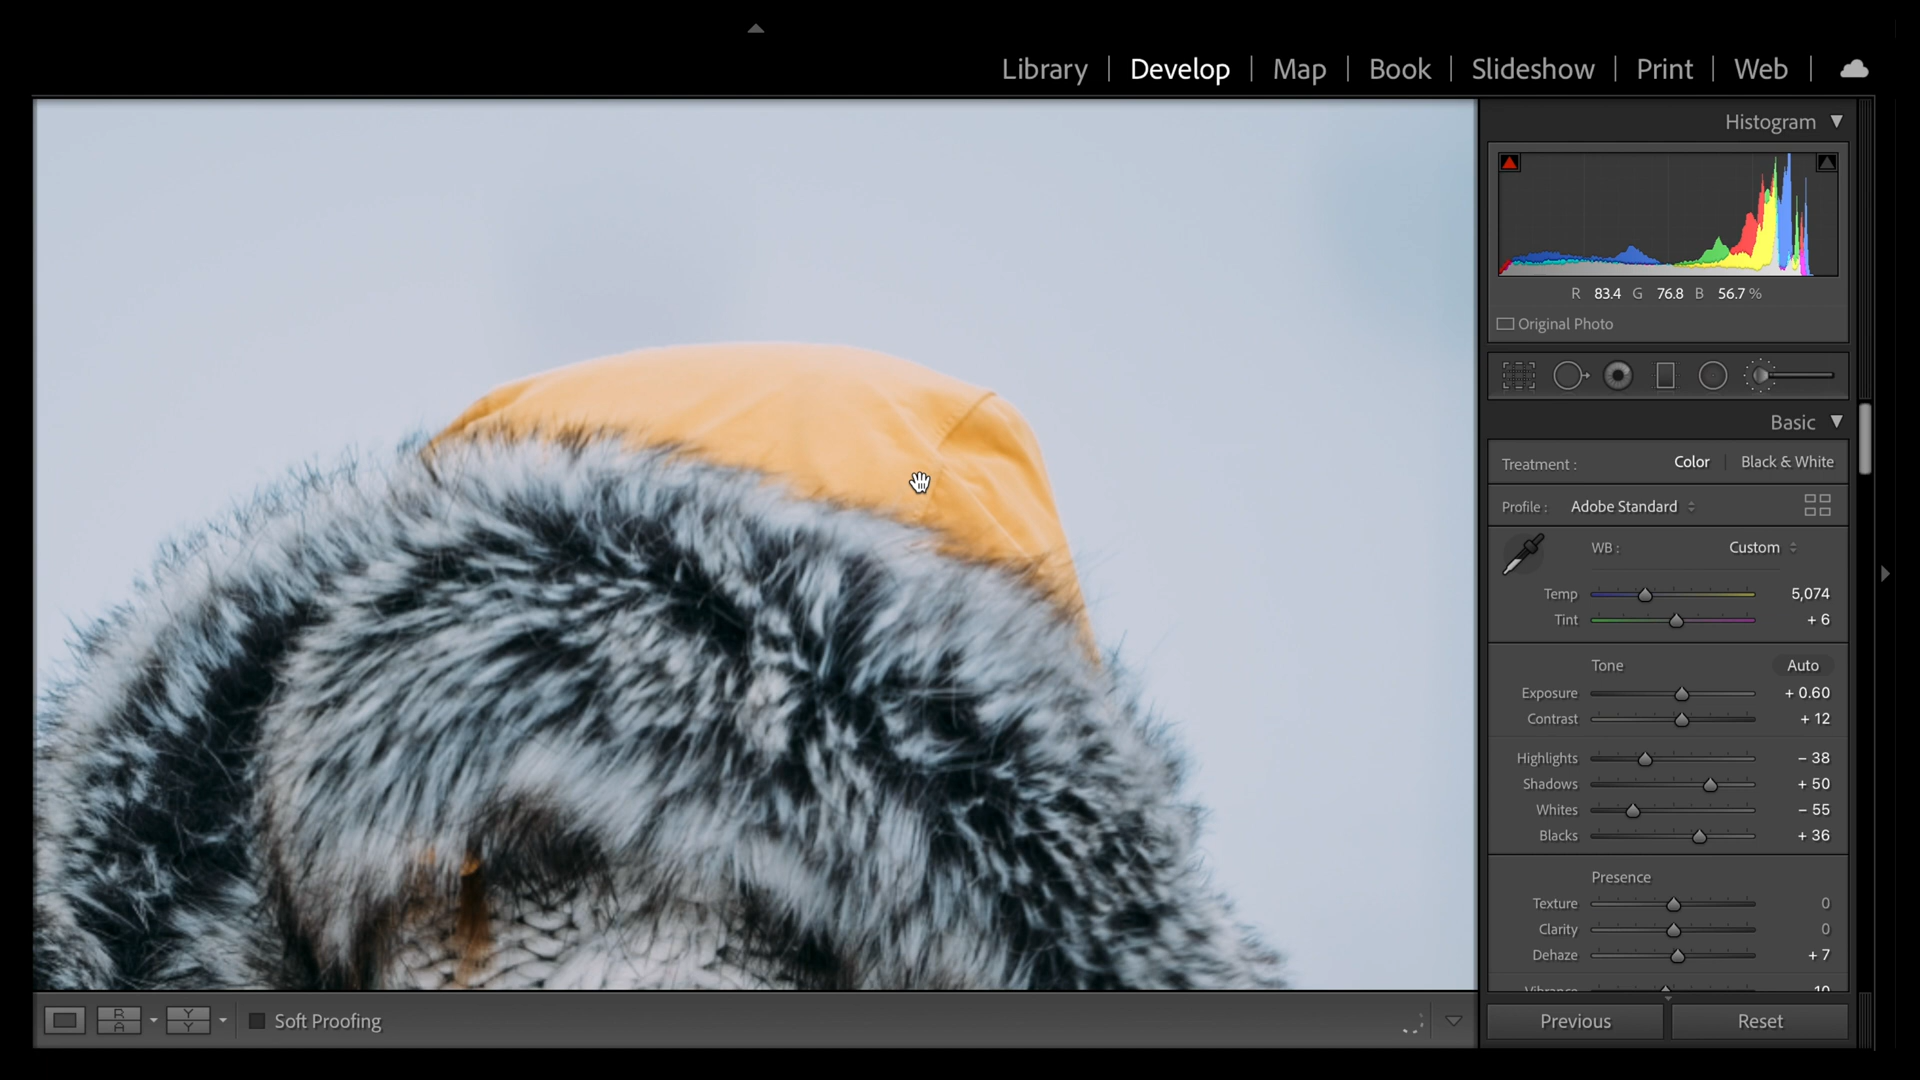 Library | Develop | Map | Book | Slideshow | Print | Web |
Histogram
R 83.4 G 76.8 B 56.7 %
Original Photo
Basic
Treatment : Color | Black & White
Profile : Adobe Standard
WB : Custom
Temp 5,074
Tint + 6
Tone Auto
Exposure + 0.60
Contrast + 12
Highlights – 38
Shadows + 50
Whites – 55
Blacks + 36
Presence
Texture 0
Clarity 0
Dehaze + 7
Vibrance 10
R A Y Y Soft Proofing
Previous Reset